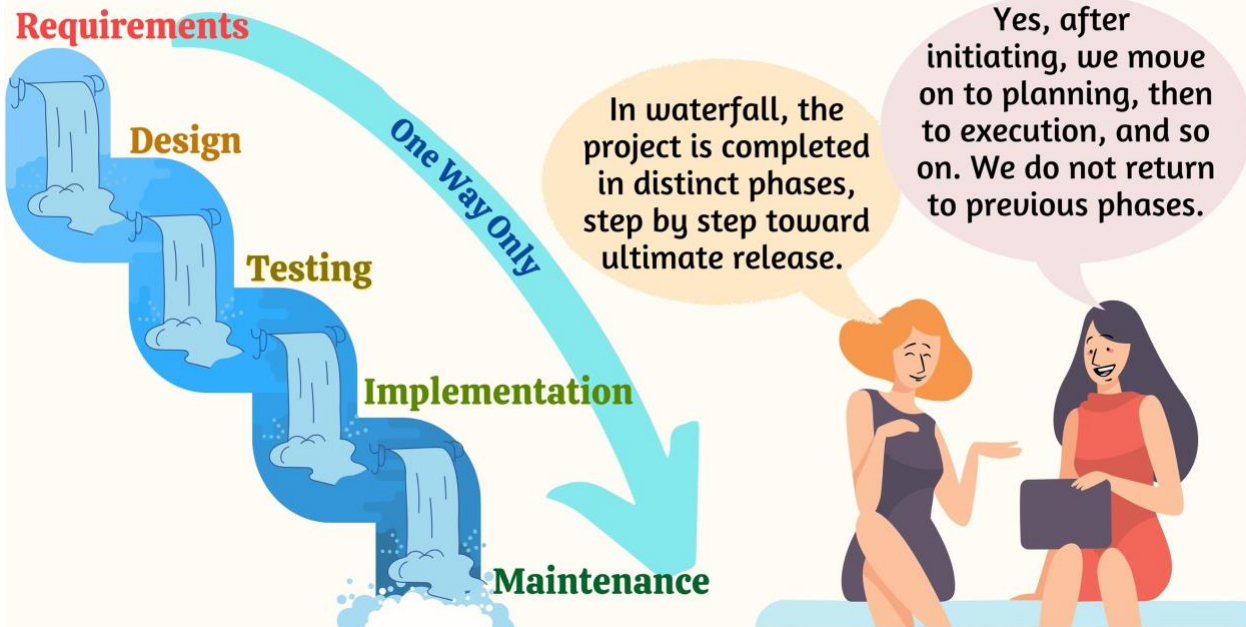 Requirements
Design
Testing
Implementation
Maintenance
One Way Only
In waterfall, the
project is completed
in distinct phases,
step by step toward
ultimate release.
Yes, after
initiating, we move
on to planning, then
to execution, and so
on. We do not return
to previous phases.